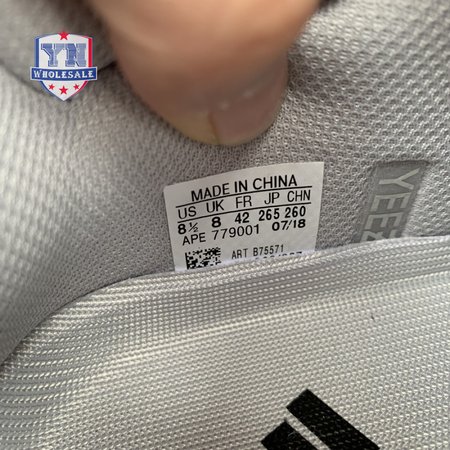 YN
WHOLESALE
MADE IN CHINA
US UK FR JP CHN
8½ 8 42 265 260
APE 779001 07/18
ART B75571
YEEZ